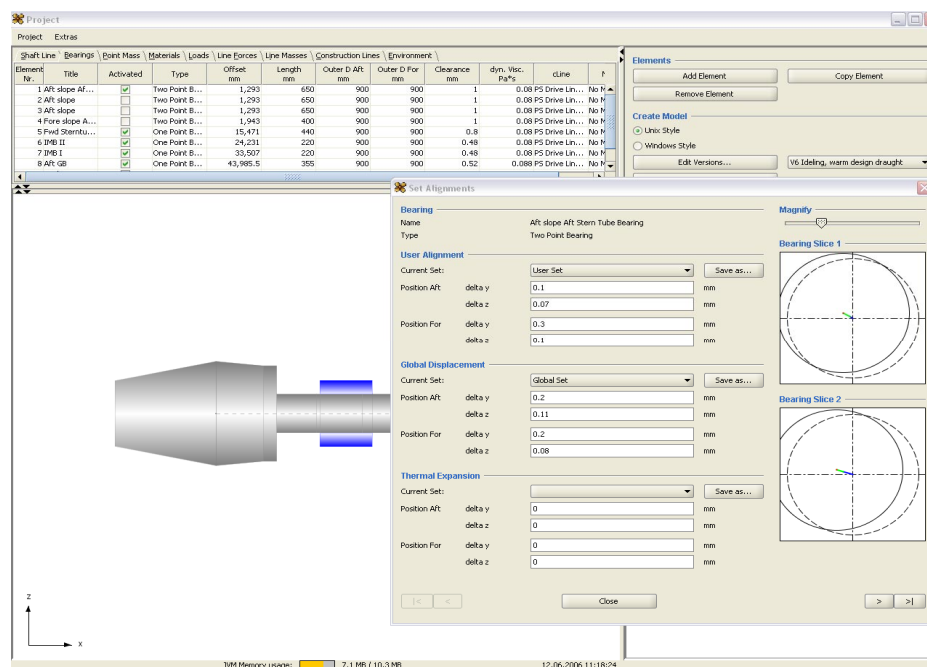 Project
Project Extras
Shaft Line Bearings Point Mass Materials Loads Line Forces Line Masses Construction Lines Environment
Element Nr. Title Activated Type Offset mm Length mm Outer D Aft mm Outer D For mm Clearance mm dyn. Visc. Pa*s cLine
1 Aft slope Af... Two Point B... 1,293 650 900 900 1 0.08 PS Drive Lin... No
2 Aft slope Two Point B... 1,293 650 900 900 1 0.08 PS Drive Lin... No
3 Aft slope Two Point B... 1,293 650 900 900 1 0.08 PS Drive Lin... No
4 Fore slope A... Two Point B... 1,943 400 900 900 1 0.08 PS Drive Lin... No
5 Fwd Sterntu... One Point B... 15,471 440 900 900 0.8 0.08 PS Drive Lin... No
6 IMB II One Point B... 24,231 220 900 900 0.48 0.08 PS Drive Lin... No
7 IMB I One Point B... 33,507 220 900 900 0.48 0.08 PS Drive Lin... No
8 Aft GB One Point B... 43,985.5 355 900 900 0.52 0.088 PS Drive Lin... No
Elements
Add Element Copy Element
Remove Element
Create Model
Unix Style
Windows Style
Edit Versions... V6 Ideling, warm design draught
Set Alignments
Bearing
Name Aft slope Aft Stern Tube Bearing
Type Two Point Bearing
User Alignment
Current Set: User Set Save as...
Position Aft delta y 0.1 mm
delta z 0.07 mm
Position For delta y 0.3 mm
delta z 0.1 mm
Global Displacement
Current Set: Global Set Save as...
Position Aft delta y 0.2 mm
delta z 0.11 mm
Position For delta y 0.2 mm
delta z 0.08 mm
Thermal Expansion
Current Set: Save as...
Position Aft delta y 0 mm
delta z 0 mm
Position For delta y 0 mm
delta z 0 mm
|< < Close > >|
Magnify
Bearing Slice 1
Bearing Slice 2
z
x
JVM Memory usage: 7.1 MB / 10.3 MB 12.06.2006 11:18:24